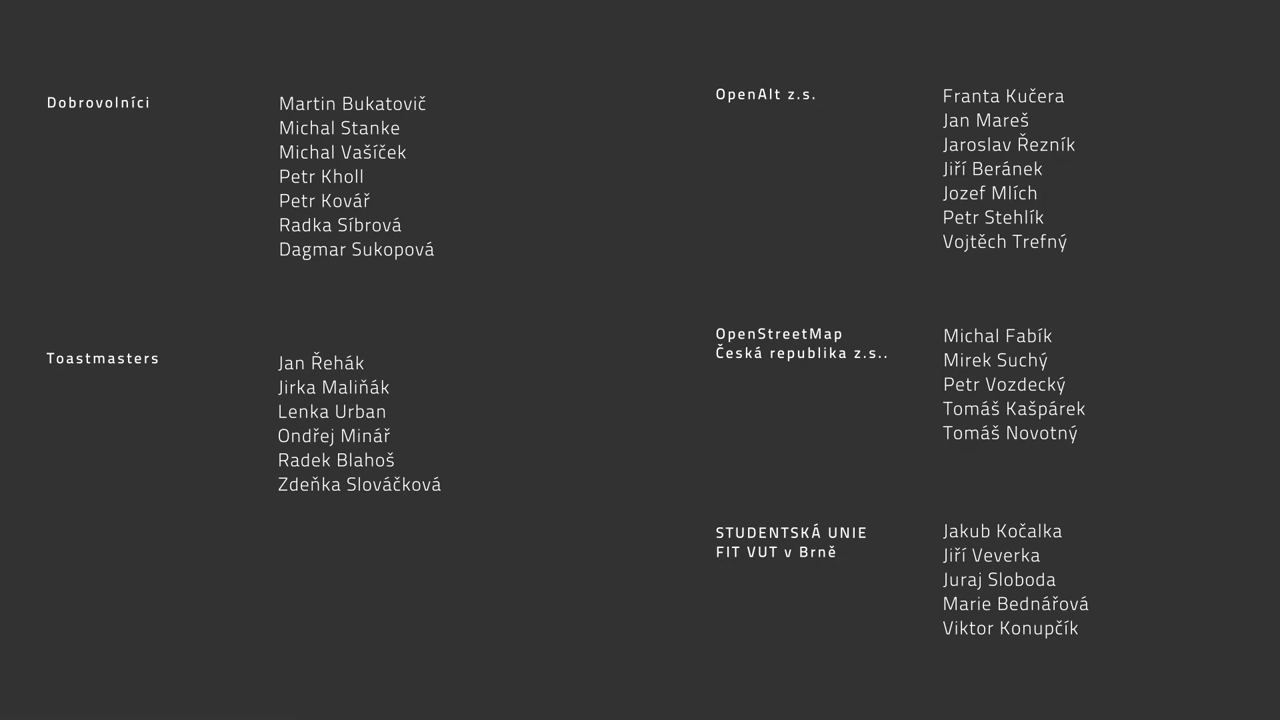 Dobrovolníci
Martin Bukatovič
Michal Stanke
Michal Vašíček
Petr Kholl
Petr Kovář
Radka Síbrová
Dagmar Sukopová
Toastmasters
Jan Řehák
Jirka Maliňák
Lenka Urban
Ondřej Minář
Radek Blahoš
Zdeňka Slováčková
OpenAlt z.s.
Franta Kučera
Jan Mareš
Jaroslav Řezník
Jiří Beránek
Jozef Mlích
Petr Stehlík
Vojtěch Trefný
OpenStreetMap
Česká republika z.s..
Michal Fabík
Mirek Suchý
Petr Vozdecký
Tomáš Kašpárek
Tomáš Novotný
STUDENTSKÁ UNIE
FIT VUT v Brně
Jakub Kočalka
Jiří Veverka
Juraj Sloboda
Marie Bednářová
Viktor Konupčík